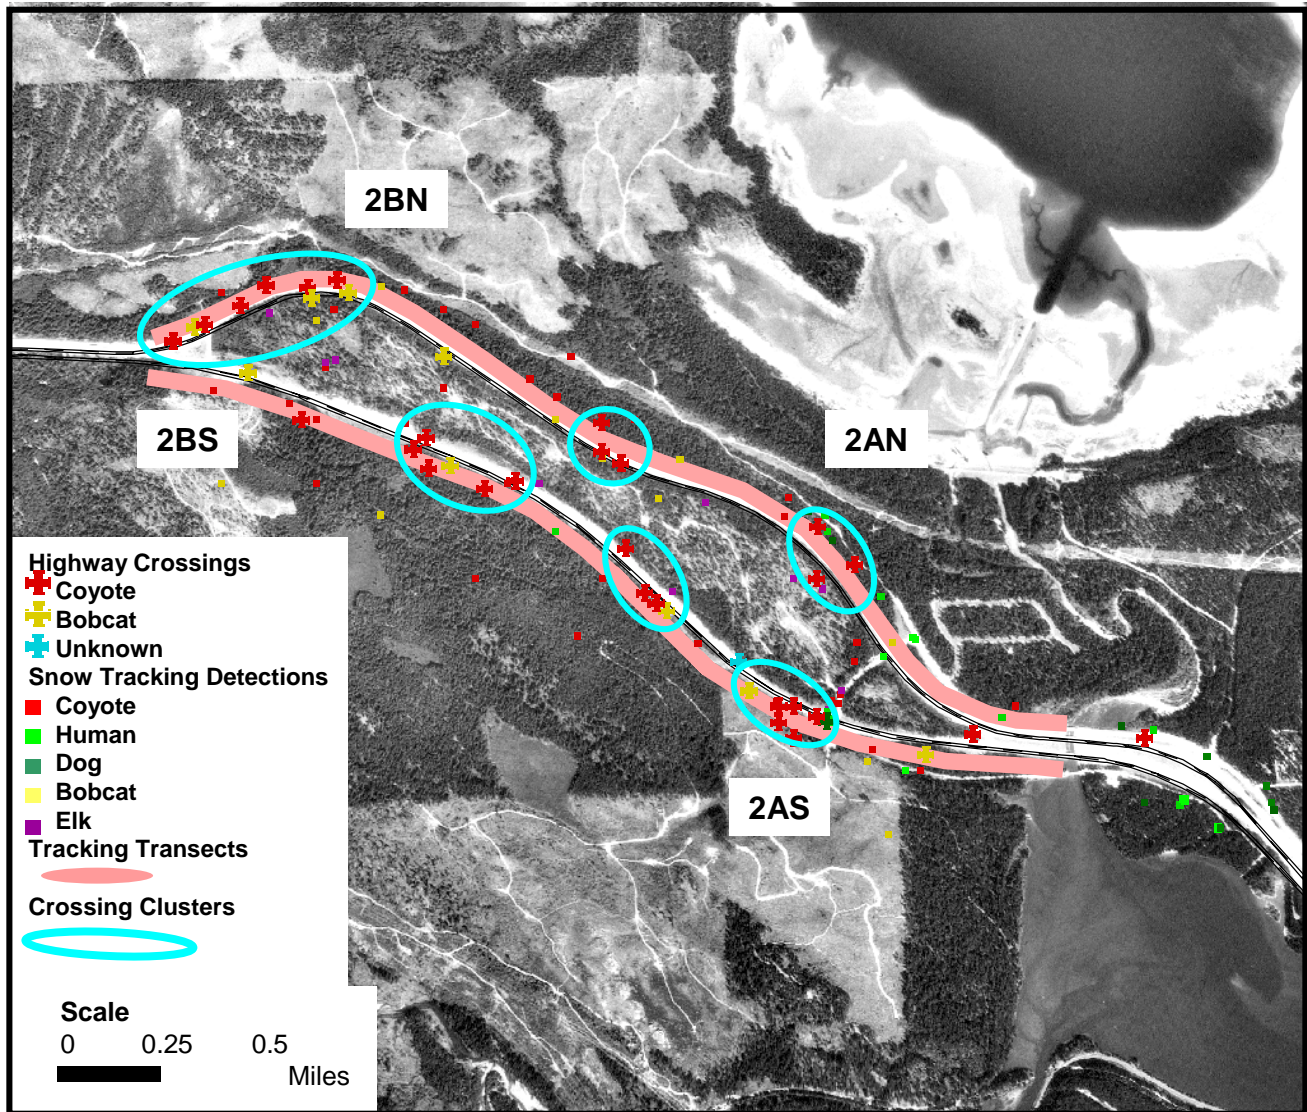 2BN
2AN
2BS
2AS
Highway Crossings
Coyote
Bobcat
Unknown
Snow Tracking Detections
Coyote
Human
Dog
Bobcat
Elk
Tracking Transects
Crossing Clusters
Scale
0 0.25 0.5
Miles